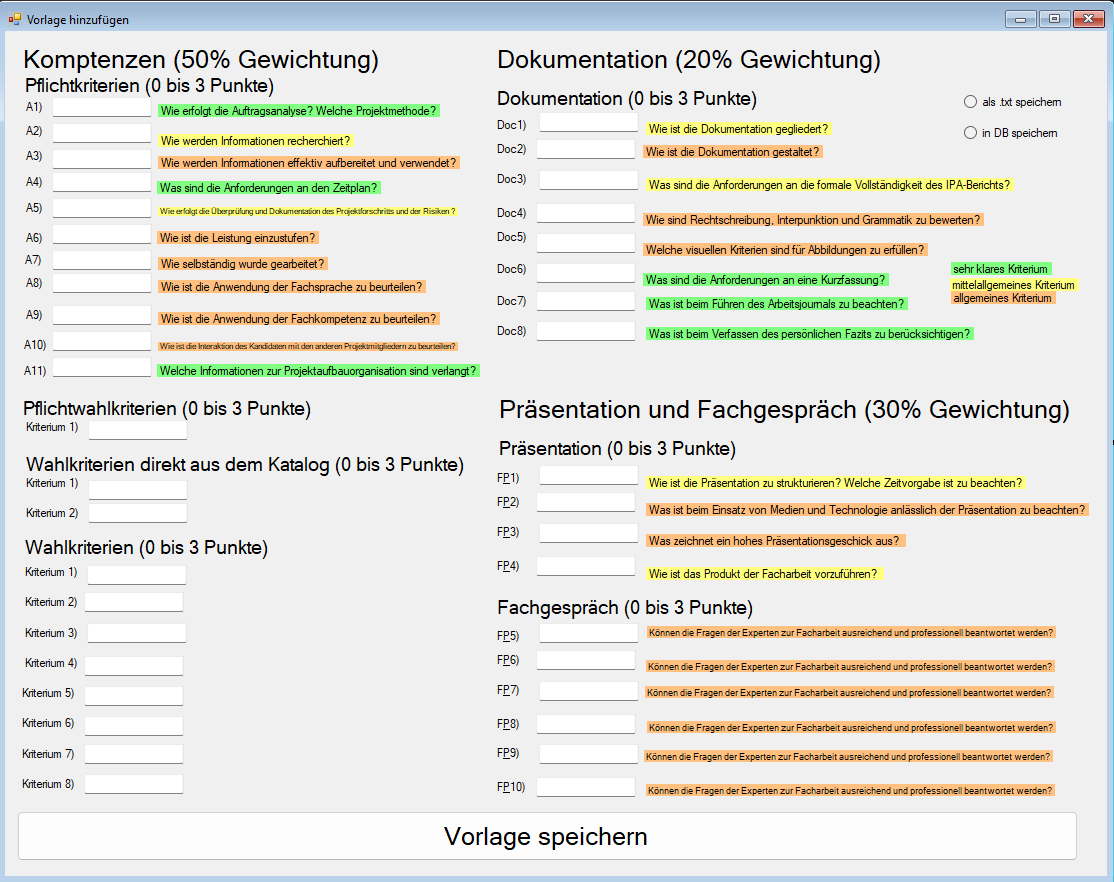 Vorlage hinzufügen
Komptenzen (50% Gewichtung)
Pflichtkriterien (0 bis 3 Punkte)
A1) Wie erfolgt die Auftragsanalyse? Welche Projektmethode?
A2) Wie werden Informationen recherchiert?
A3) Wie werden Informationen effektiv aufbereitet und verwendet?
A4) Was sind die Anforderungen an den Zeitplan?
A5) Wie erfolgt die Überprüfung und Dokumentation des Projektforschritts und der Risiken ?
A6) Wie ist die Leistung einzustufen?
A7) Wie selbständig wurde gearbeitet?
A8) Wie ist die Anwendung der Fachsprache zu beurteilen?
A9) Wie ist die Anwendung der Fachkompetenz zu beurteilen?
A10) Wie ist die Interaktion des Kandidaten mit den anderen Projektmitgliedern zu beurteilen?
A11) Welche Informationen zur Projektaufbauorganisation sind verlangt?
Pflichtwahlkriterien (0 bis 3 Punkte)
Kriterium 1)
Wahlkriterien direkt aus dem Katalog (0 bis 3 Punkte)
Kriterium 1)
Kriterium 2)
Wahlkriterien (0 bis 3 Punkte)
Kriterium 1)
Kriterium 2)
Kriterium 3)
Kriterium 4)
Kriterium 5)
Kriterium 6)
Kriterium 7)
Kriterium 8)
Dokumentation (20% Gewichtung)
Dokumentation (0 bis 3 Punkte)
Doc1) Wie ist die Dokumentation gegliedert?
Doc2) Wie ist die Dokumentation gestaltet?
Doc3) Was sind die Anforderungen an die formale Vollständigkeit des IPA-Berichts?
Doc4) Wie sind Rechtschreibung, Interpunktion und Grammatik zu bewerten?
Doc5) Welche visuellen Kriterien sind für Abbildungen zu erfüllen?
Doc6) Was sind die Anforderungen an eine Kurzfassung?
Doc7) Was ist beim Führen des Arbeitsjournals zu beachten?
Doc8) Was ist beim Verfassen des persönlichen Fazits zu berücksichtigen?
als .txt speichern
in DB speichern
sehr klares Kriterium
mittelallgemeines Kriterium
allgemeines Kriterium
Präsentation und Fachgespräch (30% Gewichtung)
Präsentation (0 bis 3 Punkte)
FP1) Wie ist die Präsentation zu strukturieren? Welche Zeitvorgabe ist zu beachten?
FP2) Was ist beim Einsatz von Medien und Technologie anlässlich der Präsentation zu beachten?
FP3) Was zeichnet ein hohes Präsentationsgeschick aus?
FP4) Wie ist das Produkt der Facharbeit vorzuführen?
Fachgespräch (0 bis 3 Punkte)
FP5) Können die Fragen der Experten zur Facharbeit ausreichend und professionell beantwortet werden?
FP6) Können die Fragen der Experten zur Facharbeit ausreichend und professionell beantwortet werden?
FP7) Können die Fragen der Experten zur Facharbeit ausreichend und professionell beantwortet werden?
FP8) Können die Fragen der Experten zur Facharbeit ausreichend und professionell beantwortet werden?
FP9) Können die Fragen der Experten zur Facharbeit ausreichend und professionell beantwortet werden?
FP10) Können die Fragen der Experten zur Facharbeit ausreichend und professionell beantwortet werden?
Vorlage speichern